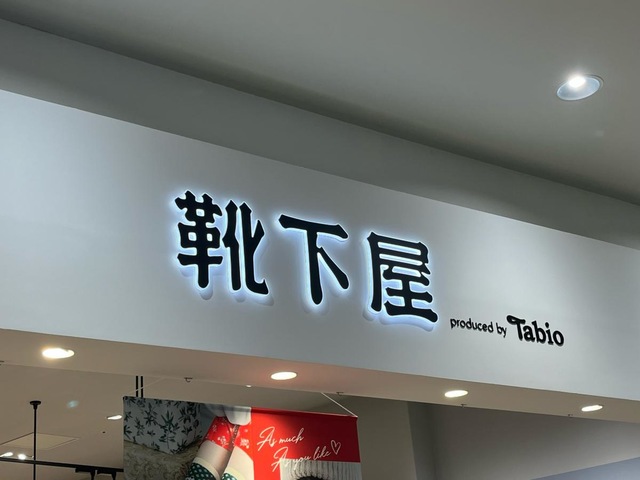 靴下屋
produced by Tabio
As much
As you like♡